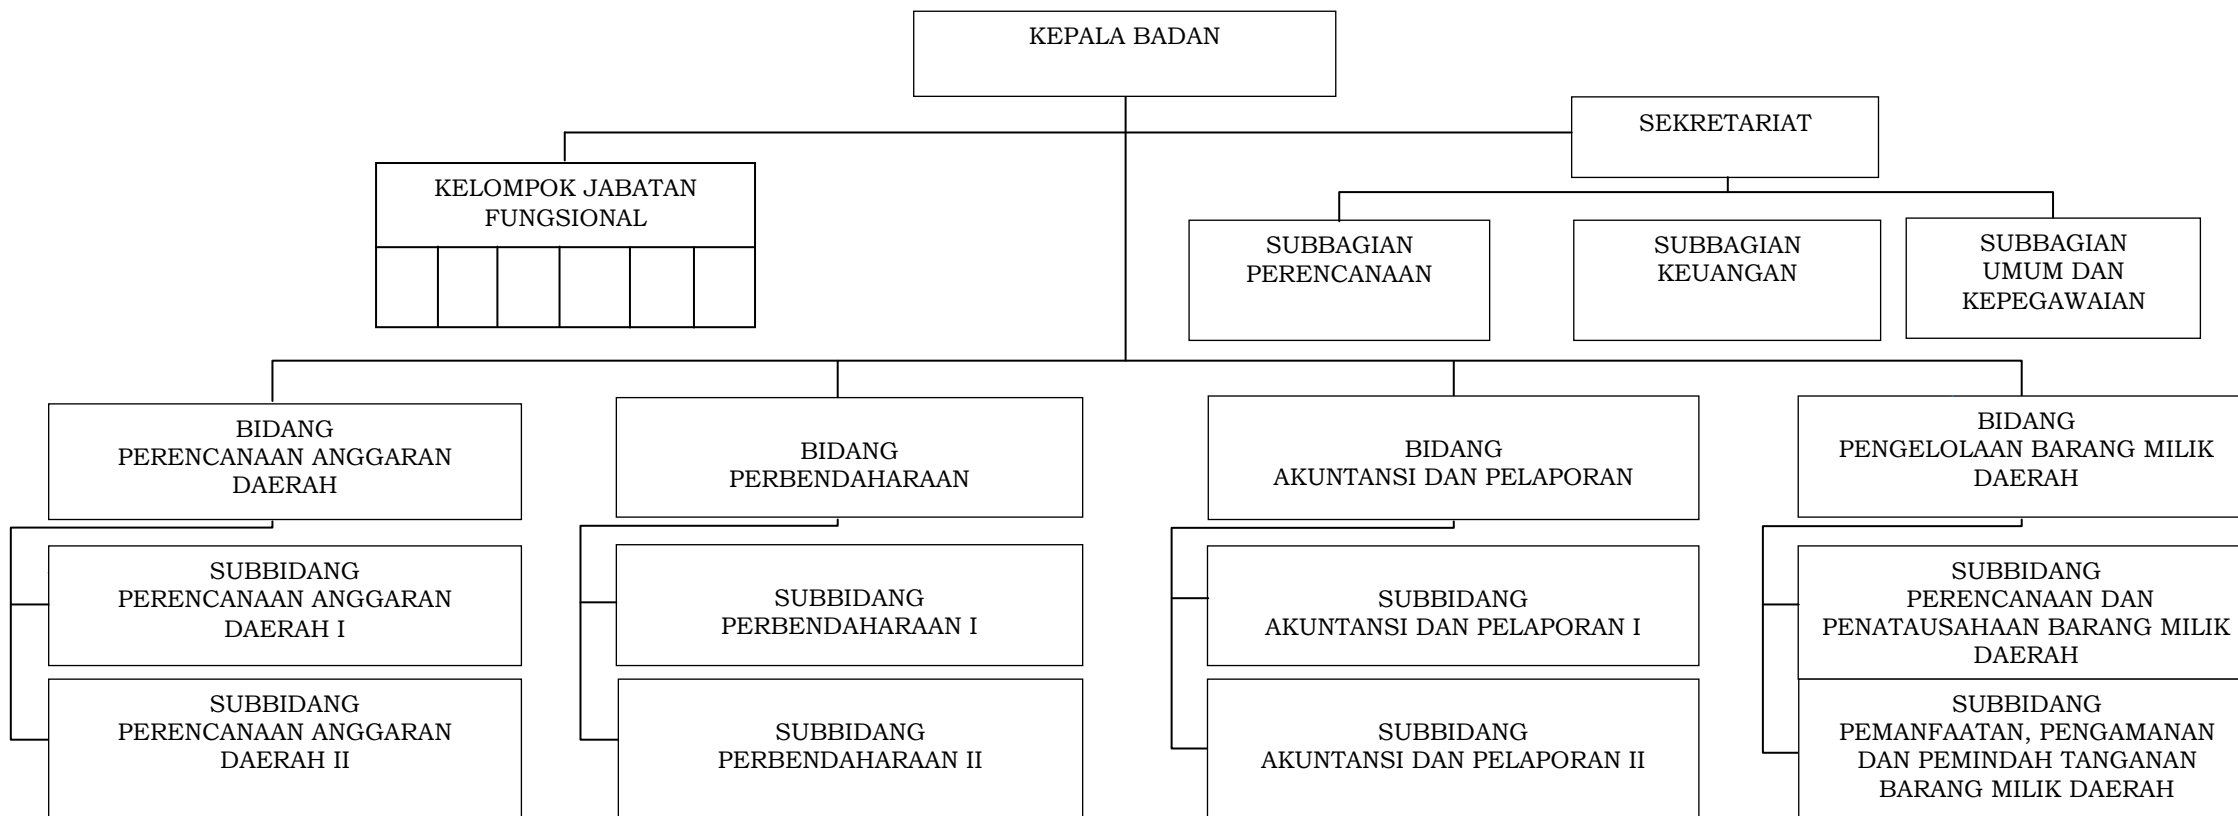 KEPALA BADAN
SEKRETARIAT
KELOMPOK JABATAN
FUNGSIONAL
SUBBAGIAN
PERENCANAAN
SUBBAGIAN
KEUANGAN
SUBBAGIAN
UMUM DAN
KEPEGAWAIAN
BIDANG
PERENCANAAN ANGGARAN
DAERAH
BIDANG
PERBENDAHARAAN
BIDANG
AKUNTANSI DAN PELAPORAN
BIDANG
PENGELOLAAN BARANG MILIK
DAERAH
SUBBIDANG
PERENCANAAN ANGGARAN
DAERAH I
SUBBIDANG
PERBENDAHARAAN I
SUBBIDANG
AKUNTANSI DAN PELAPORAN I
SUBBIDANG
PERENCANAAN DAN
PENATAUSAHAAN BARANG MILIK
DAERAH
SUBBIDANG
PERENCANAAN ANGGARAN
DAERAH II
SUBBIDANG
PERBENDAHARAAN II
SUBBIDANG
AKUNTANSI DAN PELAPORAN II
SUBBIDANG
PEMANFAATAN, PENGAMANAN
DAN PEMINDAH TANGANAN
BARANG MILIK DAERAH